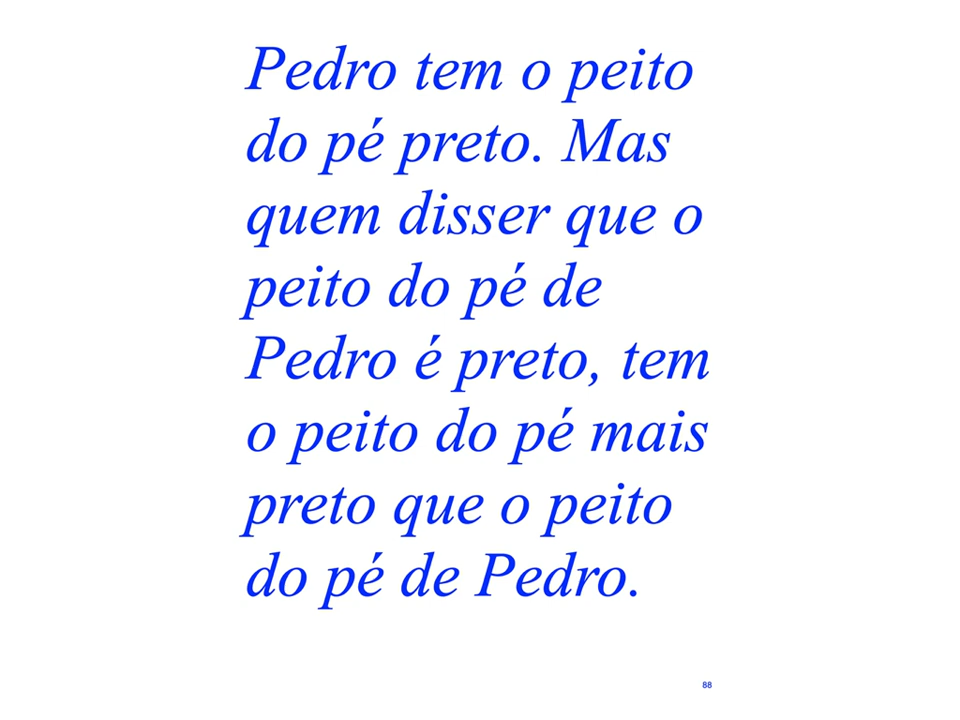 Pedro tem o peito
do pé preto. Mas
quem disser que o
peito do pé de
Pedro é preto, tem
o peito do pé mais
preto que o peito
do pé de Pedro.
88